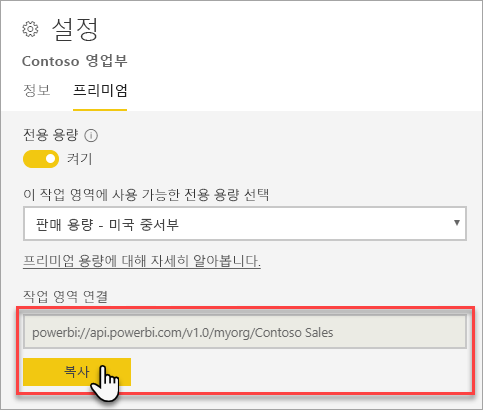 설정
Contoso 영업부
정보 프리미엄
전용 용량
켜기
이 작업 영역에 사용 가능한 전용 용량 선택
판매 용량 - 미국 중서부
프리미엄 용량에 대해 자세히 알아봅니다.
작업 영역 연결
powerbi://api.powerbi.com/v1.0/myorg/Contoso Sales
복사